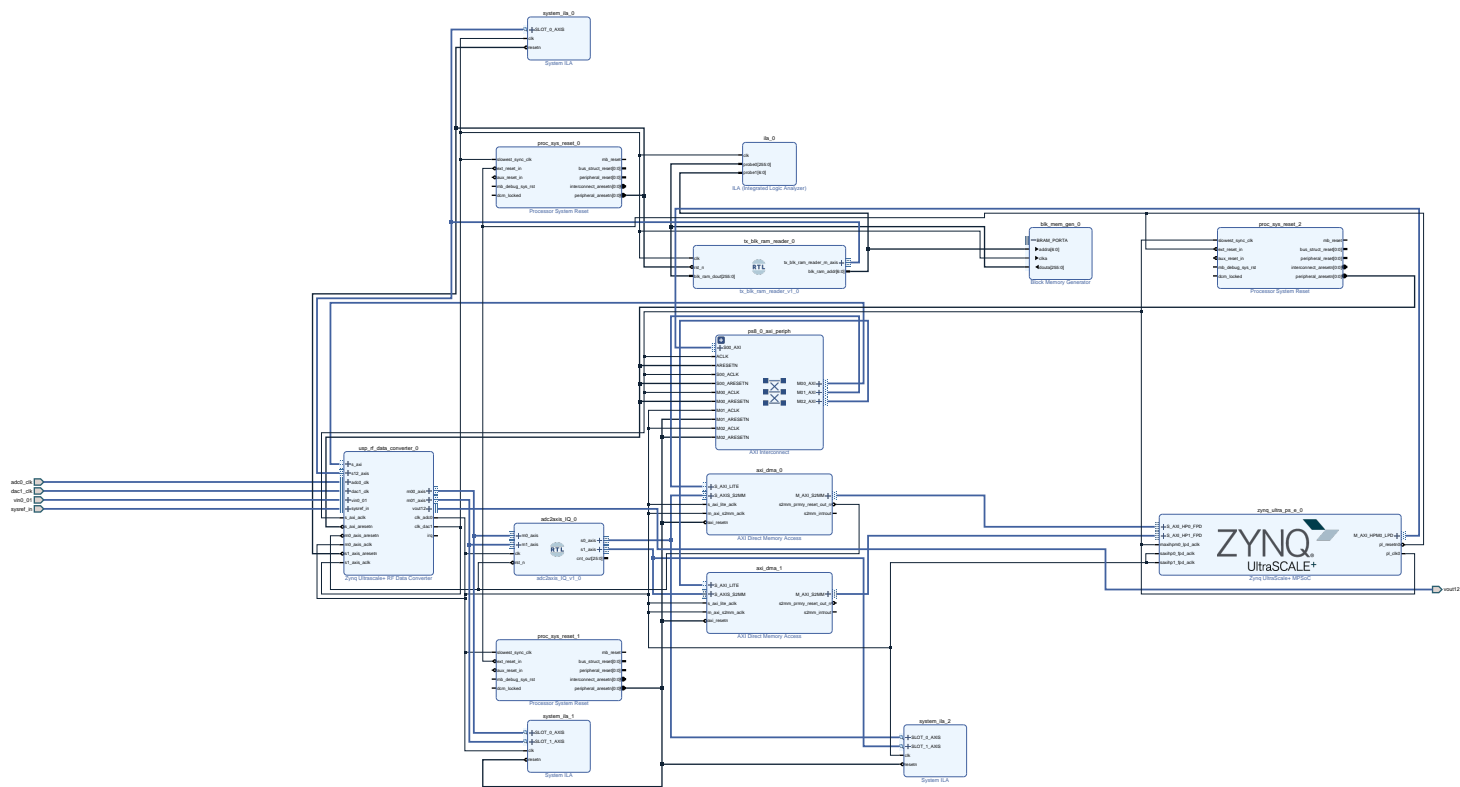 system_ila_0
SLOT_0_AXIS
clk
resetn
System ILA
proc_sys_reset_0
slowest_sync_clk
ext_reset_in
aux_reset_in
mb_debug_sys_rst
dcm_locked
mb_reset
bus_struct_reset[0:0]
peripheral_reset[0:0]
interconnect_aresetn[0:0]
peripheral_aresetn[0:0]
Processor System Reset
ila_0
clk
probe0[255:0]
probe1[6:0]
ILA (Integrated Logic Analyzer)
tx_blk_ram_reader_0
clk
rst_n
blk_ram_dout[255:0]
RTL
tx_blk_ram_reader_m_axis
blk_ram_addr[6:0]
tx_blk_ram_reader_v1_0
blk_mem_gen_0
BRAM_PORTA
addra[6:0]
clka
douta[255:0]
Block Memory Generator
proc_sys_reset_2
slowest_sync_clk
ext_reset_in
aux_reset_in
mb_debug_sys_rst
dcm_locked
mb_reset
bus_struct_reset[0:0]
peripheral_reset[0:0]
interconnect_aresetn[0:0]
peripheral_aresetn[0:0]
Processor System Reset
ps8_0_axi_periph
S00_AXI
ACLK
ARESETN
S00_ACLK
S00_ARESETN
M00_ACLK
M00_ARESETN
M01_ACLK
M01_ARESETN
M02_ACLK
M02_ARESETN
M00_AXI
M01_AXI
M02_AXI
AXI Interconnect
adc0_clk
dac1_clk
vin0_01
sysref_in
usp_rf_data_converter_0
s_axi
s12_axis
adc0_clk
dac1_clk
vin0_01
sysref_in
s_axi_aclk
s_axi_aresetn
m0_axis_aresetn
m0_axis_aclk
s1_axis_aresetn
s1_axis_aclk
m00_axis
m01_axis
vout12
clk_adc0
clk_dac1
irq
Zynq Ultrascale+ RF Data Converter
adc2axis_IQ_0
m0_axis
m1_axis
clk
rst_n
RTL
s0_axis
s1_axis
adc2axis_IQ_v1_0
axi_dma_0
S_AXI_LITE
S_AXIS_S2MM
s_axi_lite_aclk
m_axi_s2mm_aclk
axi_resetn
M_AXI_S2MM
s2mm_prmry_reset_out_n
s2mm_introut
AXI Direct Memory Access
axi_dma_1
S_AXI_LITE
S_AXIS_S2MM
s_axi_lite_aclk
m_axi_s2mm_aclk
axi_resetn
M_AXI_S2MM
s2mm_prmry_reset_out_n
s2mm_introut
AXI Direct Memory Access
zynq_ultra_ps_e_0
S_AXI_HP0_FPD
S_AXI_HP1_FPD
maxihpm0_lpd_aclk
saxihp0_fpd_aclk
saxihp1_fpd_aclk
ZYNQ
UltraSCALE+
M_AXI_HPM0_LPD
pl_resetn0
pl_clk0
Zynq UltraScale+ MPSoC
vout12
proc_sys_reset_1
slowest_sync_clk
ext_reset_in
aux_reset_in
mb_debug_sys_rst
dcm_locked
mb_reset
bus_struct_reset[0:0]
peripheral_reset[0:0]
interconnect_aresetn[0:0]
peripheral_aresetn[0:0]
Processor System Reset
system_ila_1
SLOT_0_AXIS
SLOT_1_AXIS
clk
resetn
System ILA
system_ila_2
SLOT_0_AXIS
SLOT_1_AXIS
clk
resetn
System ILA